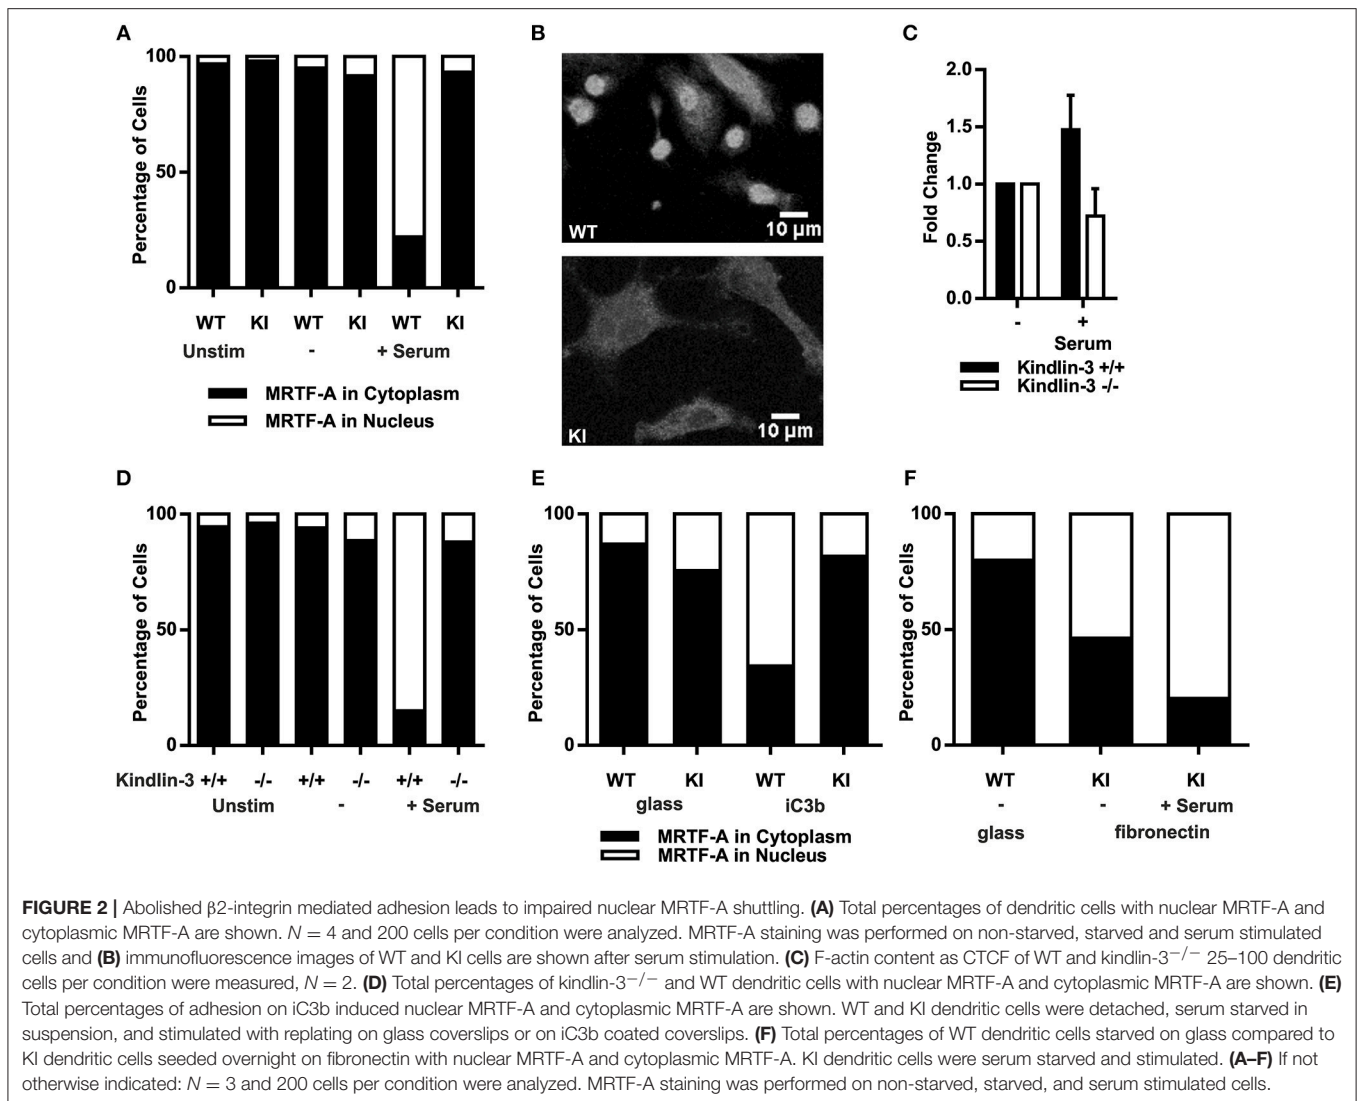 A
100
50
0
Percentage of Cells
WT KI WT KI WT KI
Unstim - + Serum
MRTF-A in Cytoplasm
MRTF-A in Nucleus
B
WT
10 µm
KI
10 µm
C
2.0
1.5
1.0
0.5
0.0
Fold Change
- +
Serum
Kindlin-3 +/+
Kindlin-3 -/-
D
100
50
0
Percentage of Cells
Kindlin-3 +/+ -/- +/+ -/- +/+ -/-
Unstim - + Serum
E
100
50
0
Percentage of Cells
WT KI WT KI
glass iC3b
MRTF-A in Cytoplasm
MRTF-A in Nucleus
F
100
50
0
Percentage of Cells
WT KI KI
- - + Serum
glass fibronectin
FIGURE 2 | Abolished β2-integrin mediated adhesion leads to impaired nuclear MRTF-A shuttling. (A) Total percentages of dendritic cells with nuclear MRTF-A and
cytoplasmic MRTF-A are shown. N = 4 and 200 cells per condition were analyzed. MRTF-A staining was performed on non-starved, starved and serum stimulated
cells and (B) immunofluorescence images of WT and KI cells are shown after serum stimulation. (C) F-actin content as CTCF of WT and kindlin-3−/− 25–100 dendritic
cells per condition were measured, N = 2. (D) Total percentages of kindlin-3−/− and WT dendritic cells with nuclear MRTF-A and cytoplasmic MRTF-A are shown. (E)
Total percentages of adhesion on iC3b induced nuclear MRTF-A and cytoplasmic MRTF-A are shown. WT and KI dendritic cells were detached, serum starved in
suspension, and stimulated with replating on glass coverslips or on iC3b coated coverslips. (F) Total percentages of WT dendritic cells starved on glass compared to
KI dendritic cells seeded overnight on fibronectin with nuclear MRTF-A and cytoplasmic MRTF-A. KI dendritic cells were serum starved and stimulated. (A–F) If not
otherwise indicated: N = 3 and 200 cells per condition were analyzed. MRTF-A staining was performed on non-starved, starved, and serum stimulated cells.